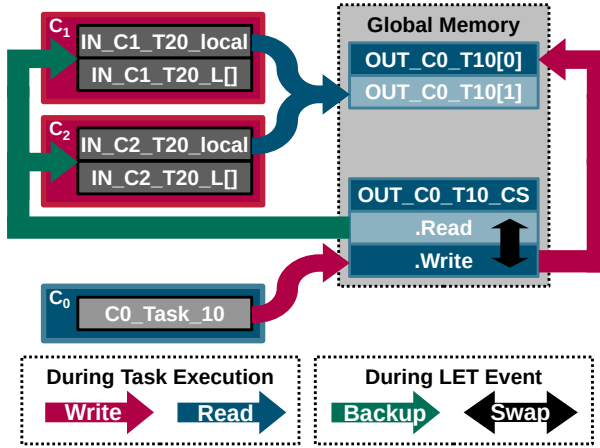 C1
IN_C1_T20_local
IN_C1_T20_L[]
C2
IN_C2_T20_local
IN_C2_T20_L[]
Global Memory
OUT_C0_T10[0]
OUT_C0_T10[1]
OUT_C0_T10_CS
.Read
.Write
C0
C0_Task_10
During Task Execution
Write
Read
During LET Event
Backup
Swap